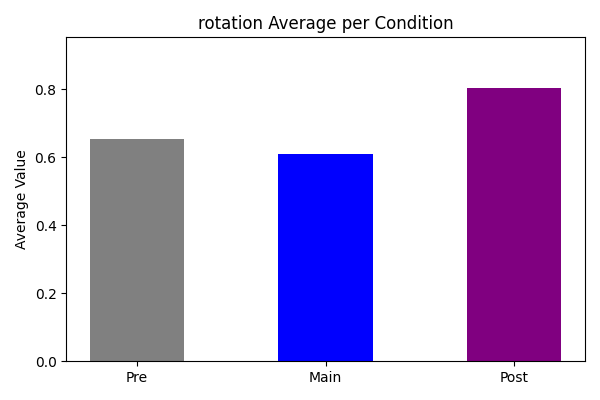 rotation Average per Condition
Average Value
0.8
0.6
0.4
0.2
0.0
Pre
Main
Post